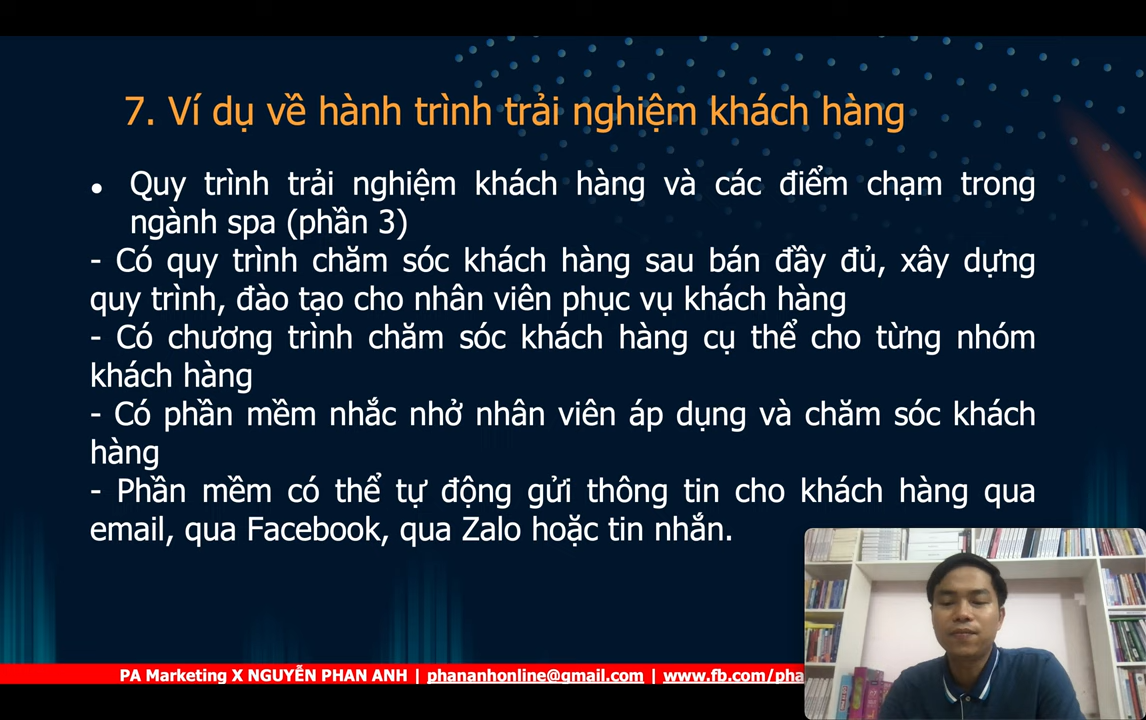 7. Ví dụ về hành trình trải nghiệm khách hàng
• Quy trình trải nghiệm khách hàng và các điểm chạm trong
ngành spa (phần 3)
- Có quy trình chăm sóc khách hàng sau bán đầy đủ, xây dựng
quy trình, đào tạo cho nhân viên phục vụ khách hàng
- Có chương trình chăm sóc khách hàng cụ thể cho từng nhóm
khách hàng
- Có phần mềm nhắc nhở nhân viên áp dụng và chăm sóc khách
hàng
- Phần mềm có thể tự động gửi thông tin cho khách hàng qua
email, qua Facebook, qua Zalo hoặc tin nhắn.
PA Marketing X NGUYỄN PHAN ANH | phananhonline@gmail.com | www.fb.com/pha